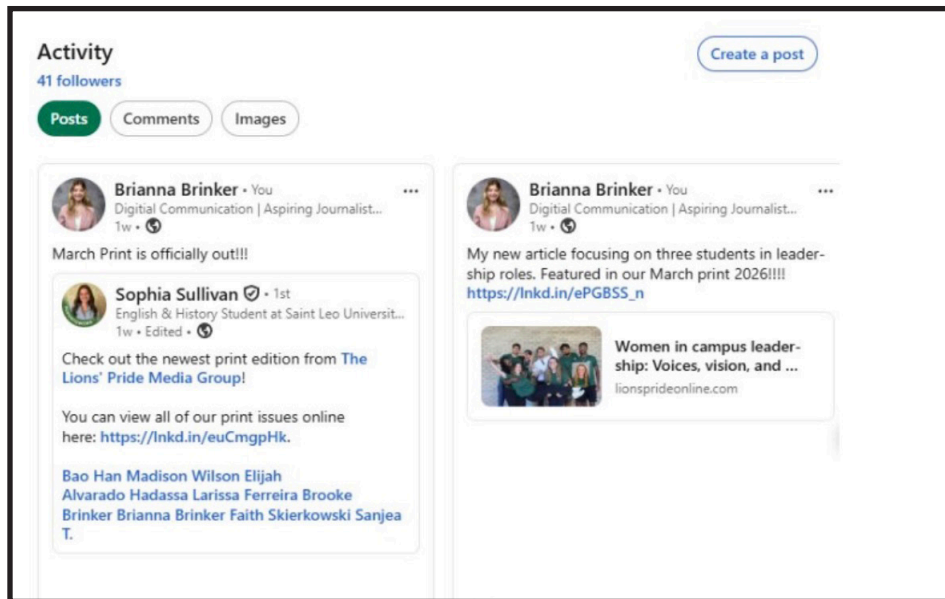 Activity
Create a post
41 followers
Posts
Comments
Images
Brianna Brinker • You
Digitial Communication | Aspiring Journalist...
1w •
March Print is officially out!!!
Sophia Sullivan • 1st
English & History Student at Saint Leo Universit...
1w • Edited •
Check out the newest print edition from The
Lions' Pride Media Group!
You can view all of our print issues online
here: https://lnkd.in/euCmgpHk.
Bao Han Madison Wilson Elijah
Alvarado Hadassa Larissa Ferreira Brooke
Brinker Brianna Brinker Faith Skierkowski Sanjea
T.
Brianna Brinker • You
Digitial Communication | Aspiring Journalist...
1w •
My new article focusing on three students in leader-
ship roles. Featured in our March print 2026!!!!
https://lnkd.in/ePGBSS_n
Women in campus leader-
ship: Voices, vision, and ...
lionsprideonline.com